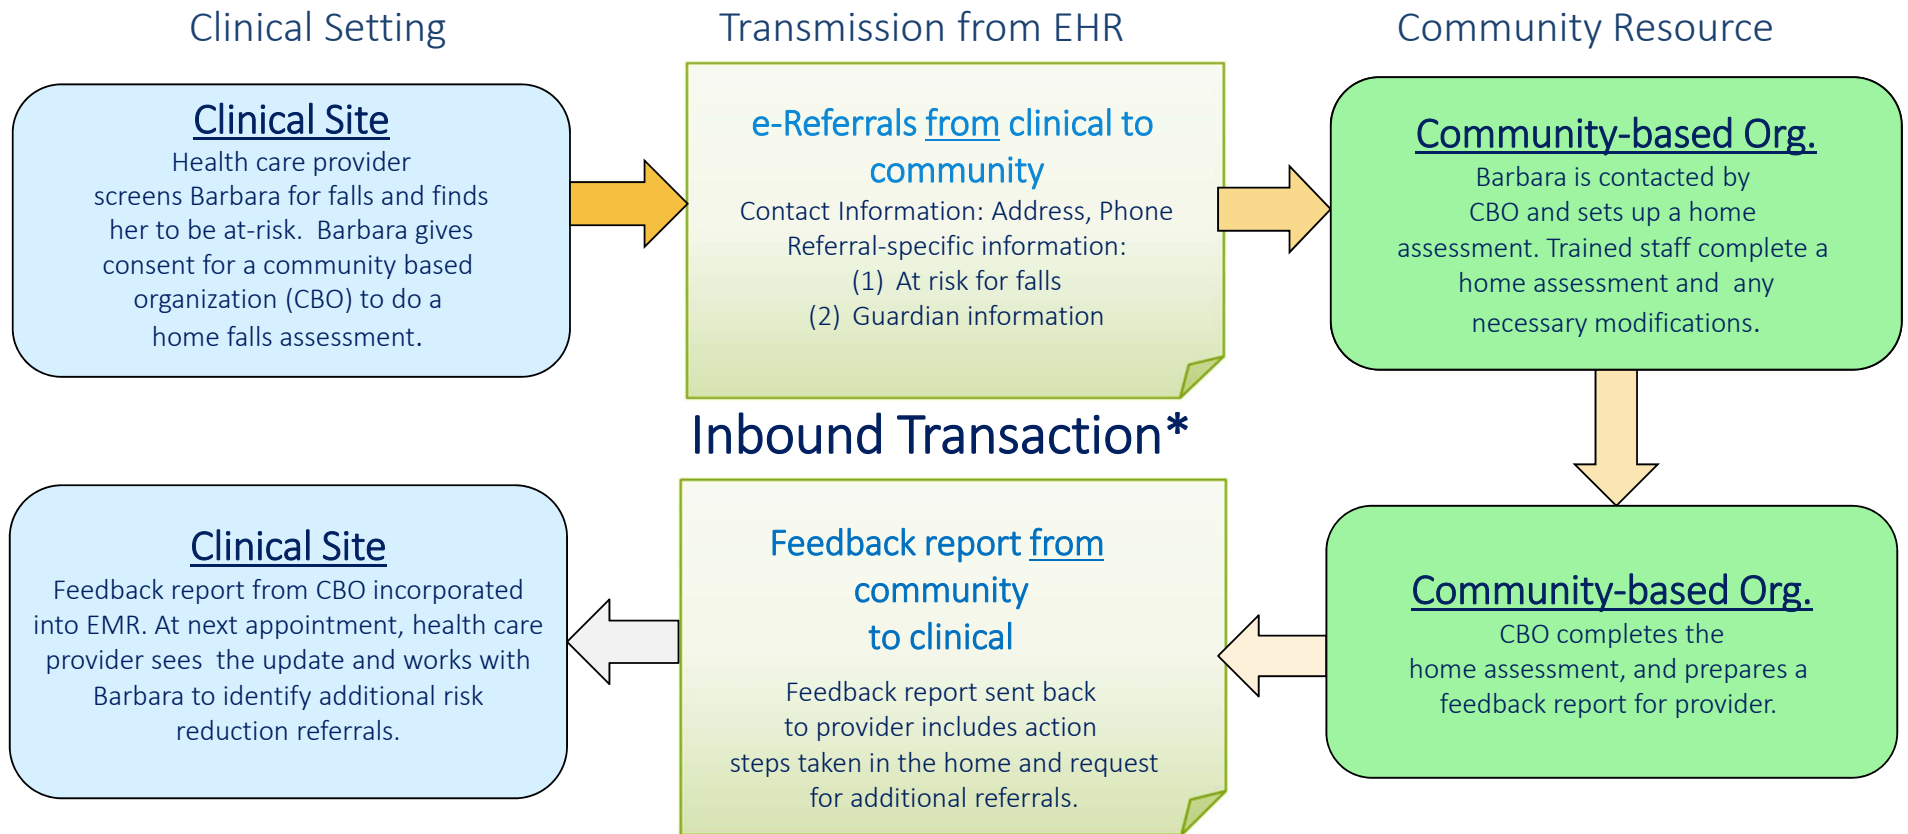 Clinical Setting
Transmission from EHR
Community Resource
Clinical Site
Health care provider
screens Barbara for falls and finds
her to be at-risk.  Barbara gives
consent for a community based
organization (CBO) to do a
home falls assessment.
e-Referrals from clinical to
community
Contact Information: Address, Phone
Referral-specific information:
(1) At risk for falls
(2) Guardian information
Community-based Org.
Barbara is contacted by
CBO and sets up a home
assessment. Trained staff complete a
home assessment and  any
necessary modifications.
Inbound Transaction*
Clinical Site
Feedback report from CBO incorporated
into EMR. At next appointment, health care
provider sees  the update and works with
Barbara to identify additional risk
reduction referrals.
Feedback report from
community
to clinical
Feedback report sent back
to provider includes action
steps taken in the home and request
for additional referrals.
Community-based Org.
CBO completes the
home assessment, and prepares a
feedback report for provider.